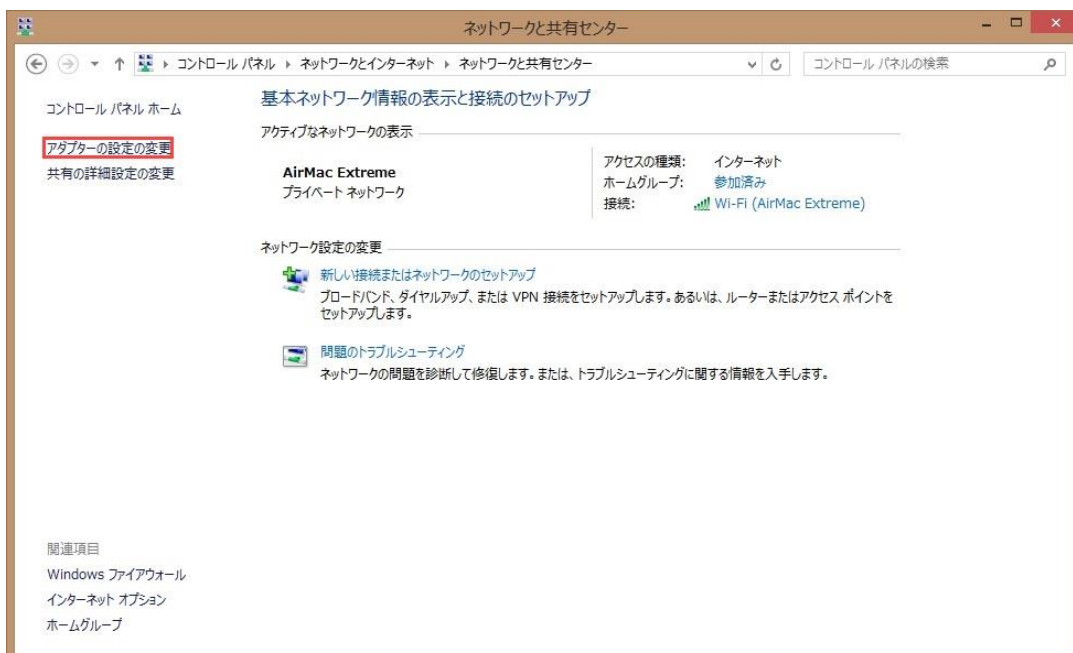 ネットワークと共有センター
コントロール パネル ネットワークとインターネット ネットワークと共有センター
コントロール パネルの検索
コントロール パネル ホーム
アダプターの設定の変更
共有の詳細設定の変更
基本ネットワーク情報の表示と接続のセットアップ
アクティブなネットワークの表示
AirMac Extreme
プライベート ネットワーク
アクセスの種類: インターネット
ホームグループ: 参加済み
接続: Wi-Fi (AirMac Extreme)
ネットワーク設定の変更
新しい接続またはネットワークのセットアップ
ブロードバンド、ダイヤルアップ、または VPN 接続をセットアップします。あるいは、ルーターまたはアクセス ポイントを
セットアップします。
問題のトラブルシューティング
ネットワークの問題を診断して修復します。または、トラブルシューティングに関する情報を入手します。
関連項目
Windows ファイアウォール
インターネット オプション
ホームグループ